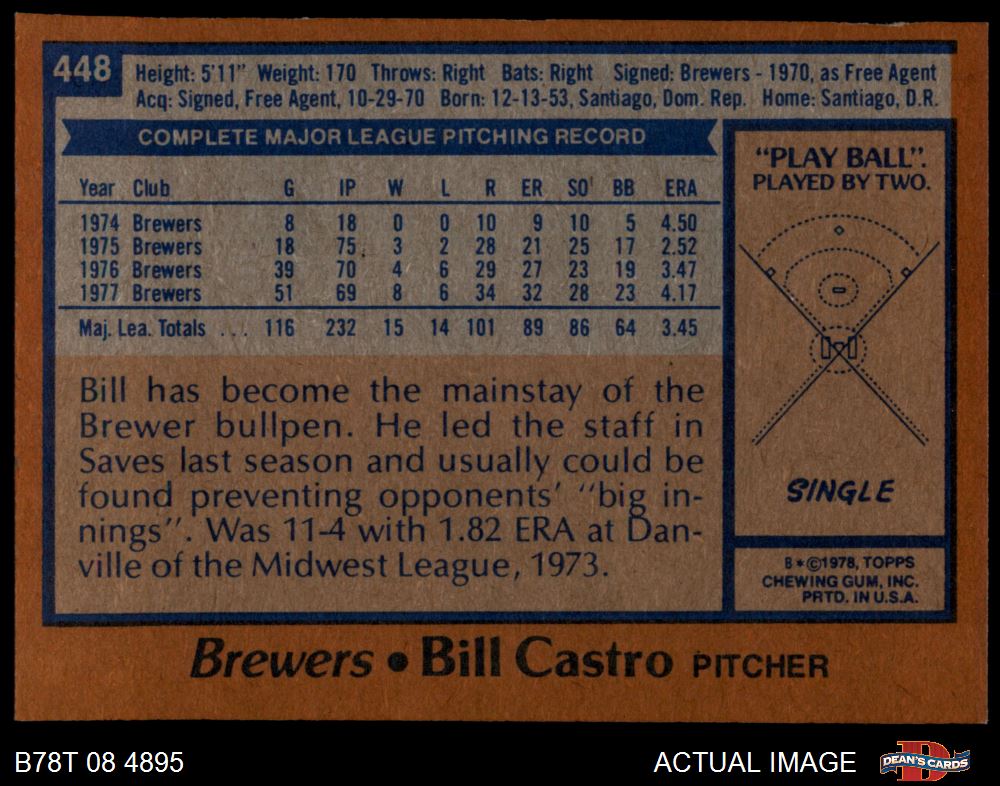 448
Height: 5'11" Weight: 170 Throws: Right Bats: Right Signed: Brewers - 1970, as Free Agent
Acq: Signed, Free Agent, 10-29-70 Born: 12-13-53, Santiago, Dom. Rep. Home: Santiago, D.R.
COMPLETE MAJOR LEAGUE PITCHING RECORD
Year Club G IP W L R ER SO BB ERA
1974 Brewers 8 18 0 0 10 9 10 5 4.50
1975 Brewers 18 75 3 2 28 21 25 17 2.52
1976 Brewers 39 70 4 6 29 27 23 19 3.47
1977 Brewers 51 69 8 6 34 32 28 23 4.17
Maj. Lea. Totals ... 116 232 15 14 101 89 86 64 3.45
Bill has become the mainstay of the
Brewer bullpen. He led the staff in
Saves last season and usually could be
found preventing opponents' "big in-
nings". Was 11-4 with 1.82 ERA at Dan-
ville of the Midwest League, 1973.
"PLAY BALL".
PLAYED BY TWO.
SINGLE
B*©1978, TOPPS
CHEWING GUM, INC.
PRTD. IN U.S.A.
Brewers • Bill Castro PITCHER
B78T 08 4895
ACTUAL IMAGE
D
DEAN'S CARDS